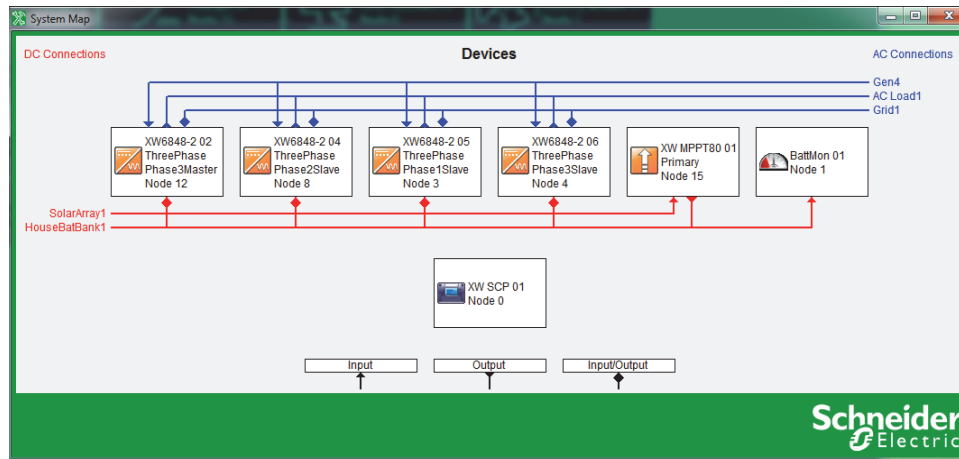 System Map
DC Connections
Devices
AC Connections
Gen4
AC Load1
Grid1
XW6848-2 02
ThreePhase
Phase3Master
Node 12
XW6848-2 04
ThreePhase
Phase2Slave
Node 8
XW6848-2 05
ThreePhase
Phase1Slave
Node 3
XW6848-2 06
ThreePhase
Phase3Slave
Node 4
XW MPPT80 01
Primary
Node 15
BattMon 01
Node 1
SolarArray1
HouseBatBank1
XW SCP 01
Node 0
Input
Output
Input/Output
Schneider
Electric